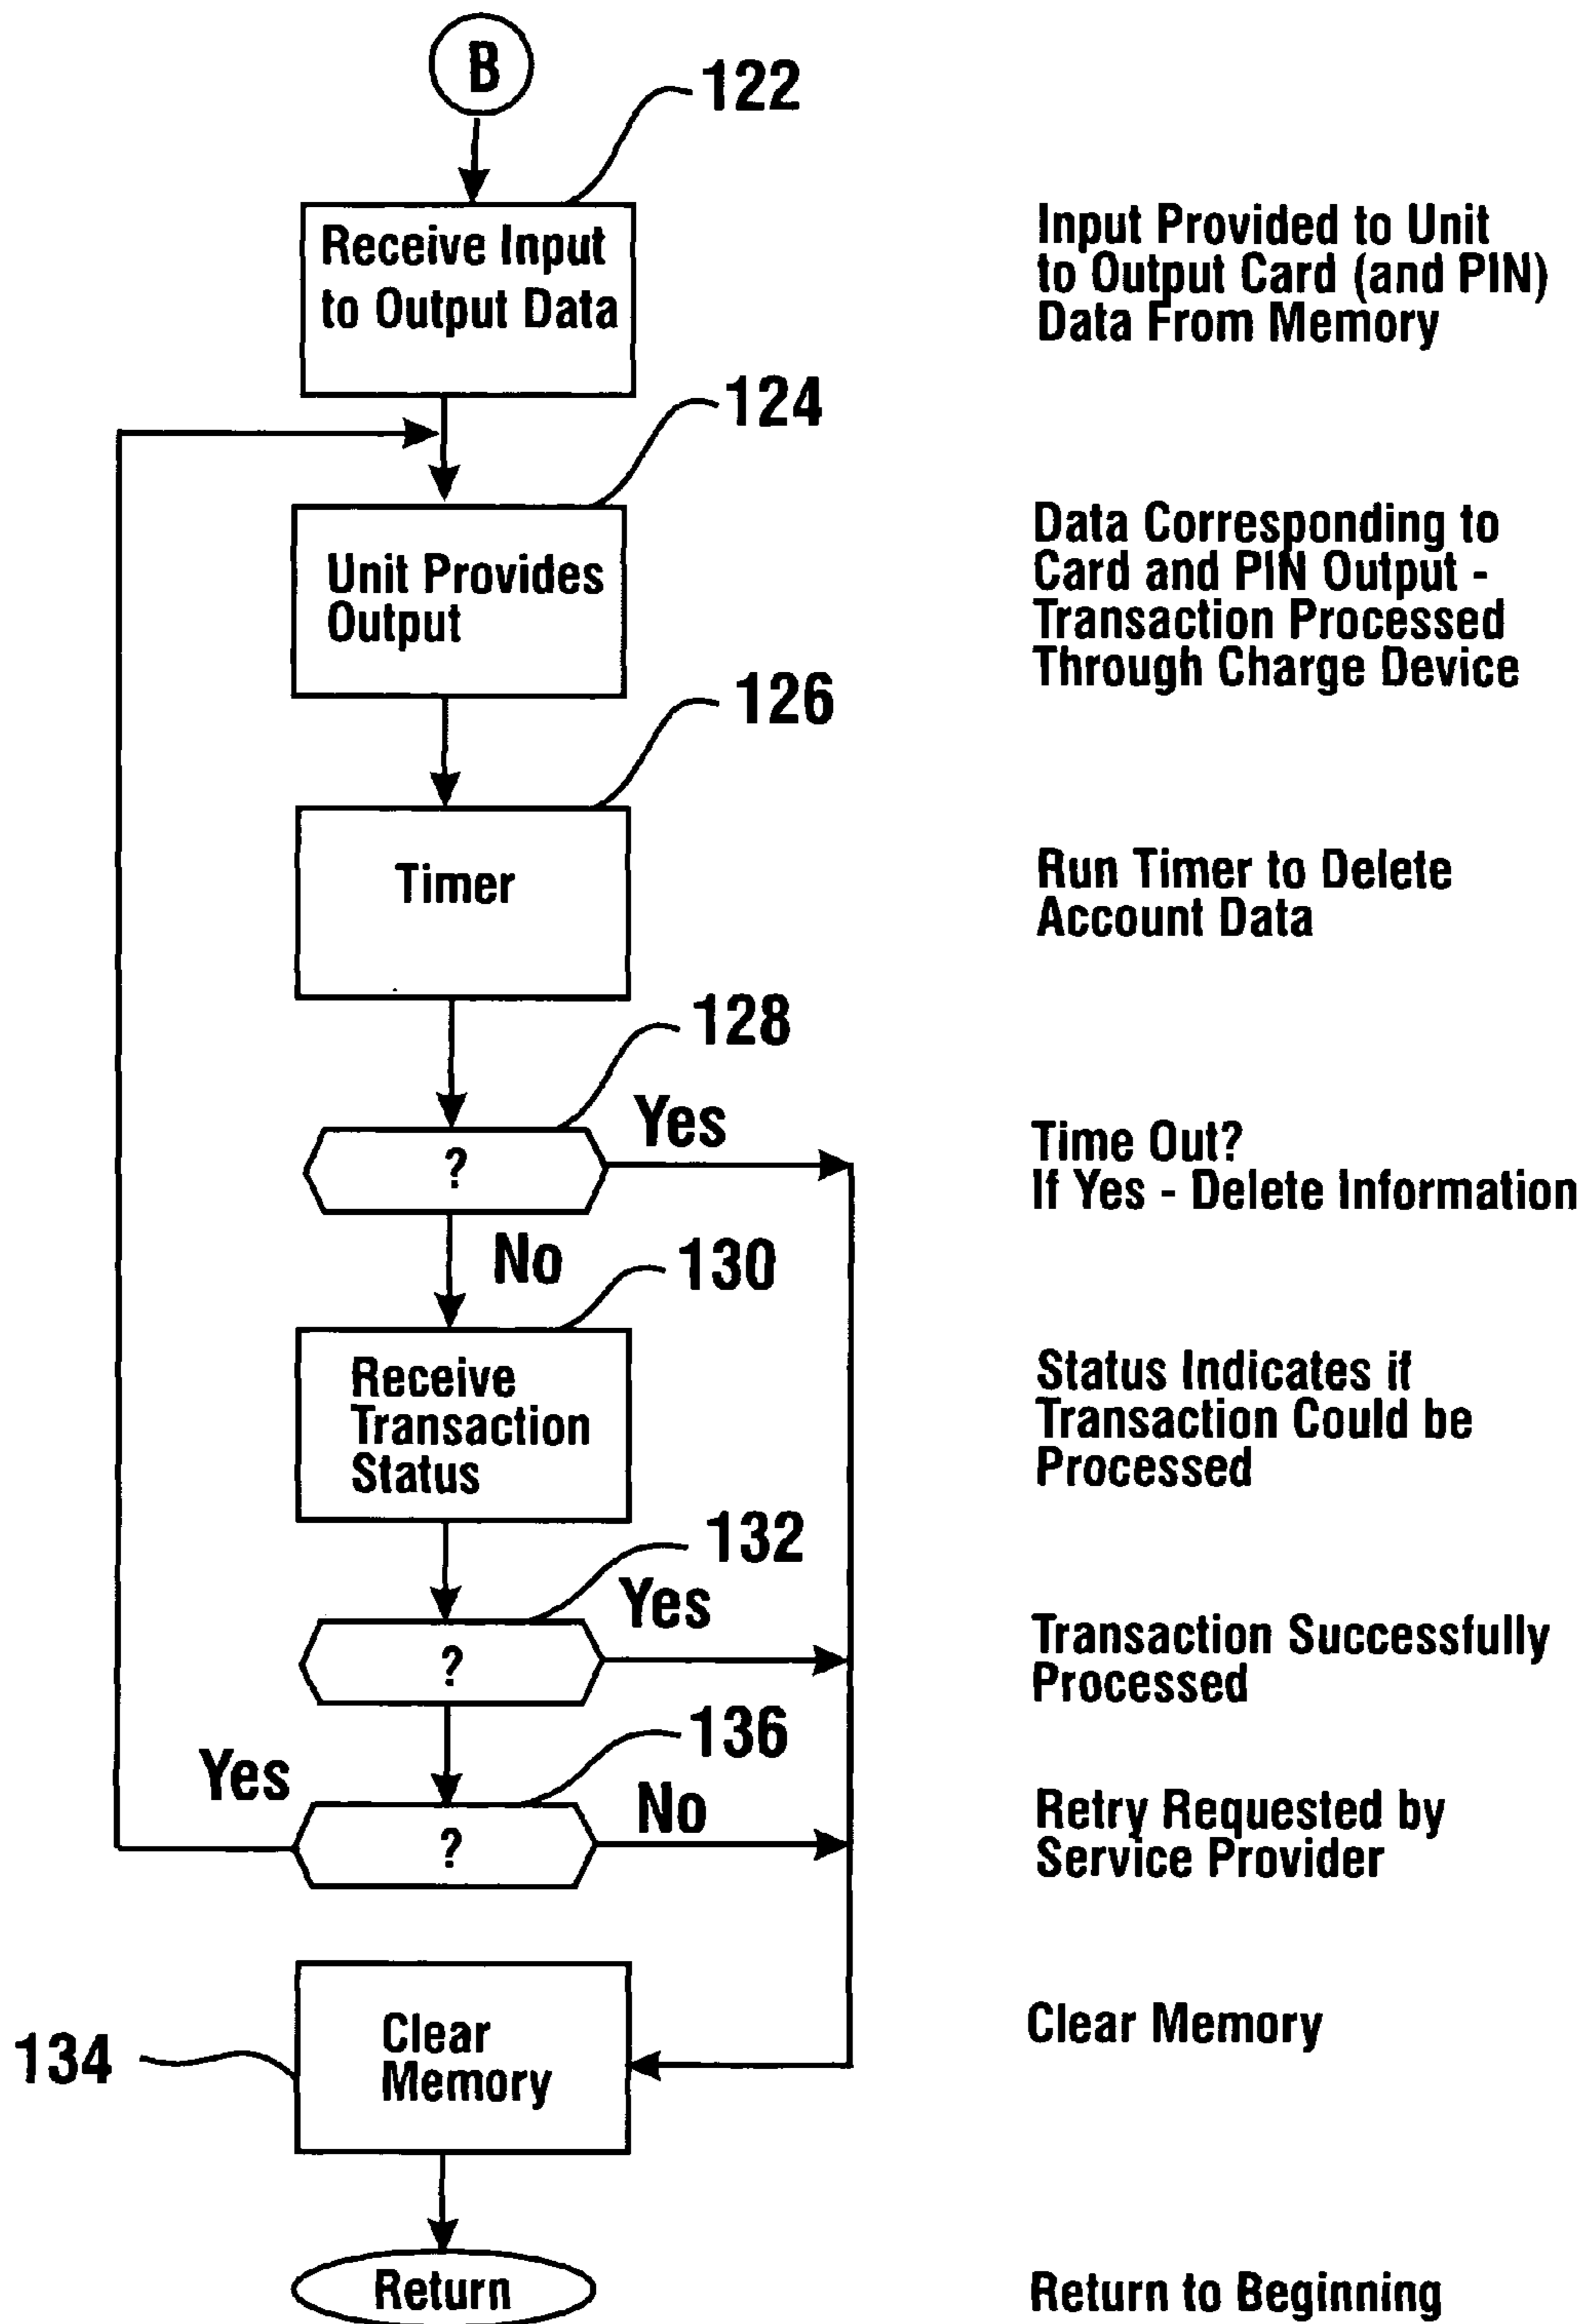 B
122
Receive Input
to Output Data
Input Provided to Unit
to Output Card (and PIN)
Data From Memory
124
Unit Provides
Output
Data Corresponding to
Card and PIN Output -
Transaction Processed
Through Charge Device
126
Timer
Run Timer to Delete
Account Data
128
Yes
?
Time Out?
If Yes - Delete Information
No
130
Receive
Transaction
Status
Status Indicates if
Transaction Could be
Processed
132
Yes
?
Transaction Successfully
Processed
136
Yes
No
?
Retry Requested by
Service Provider
134
Clear
Memory
Clear Memory
Return
Return to Beginning